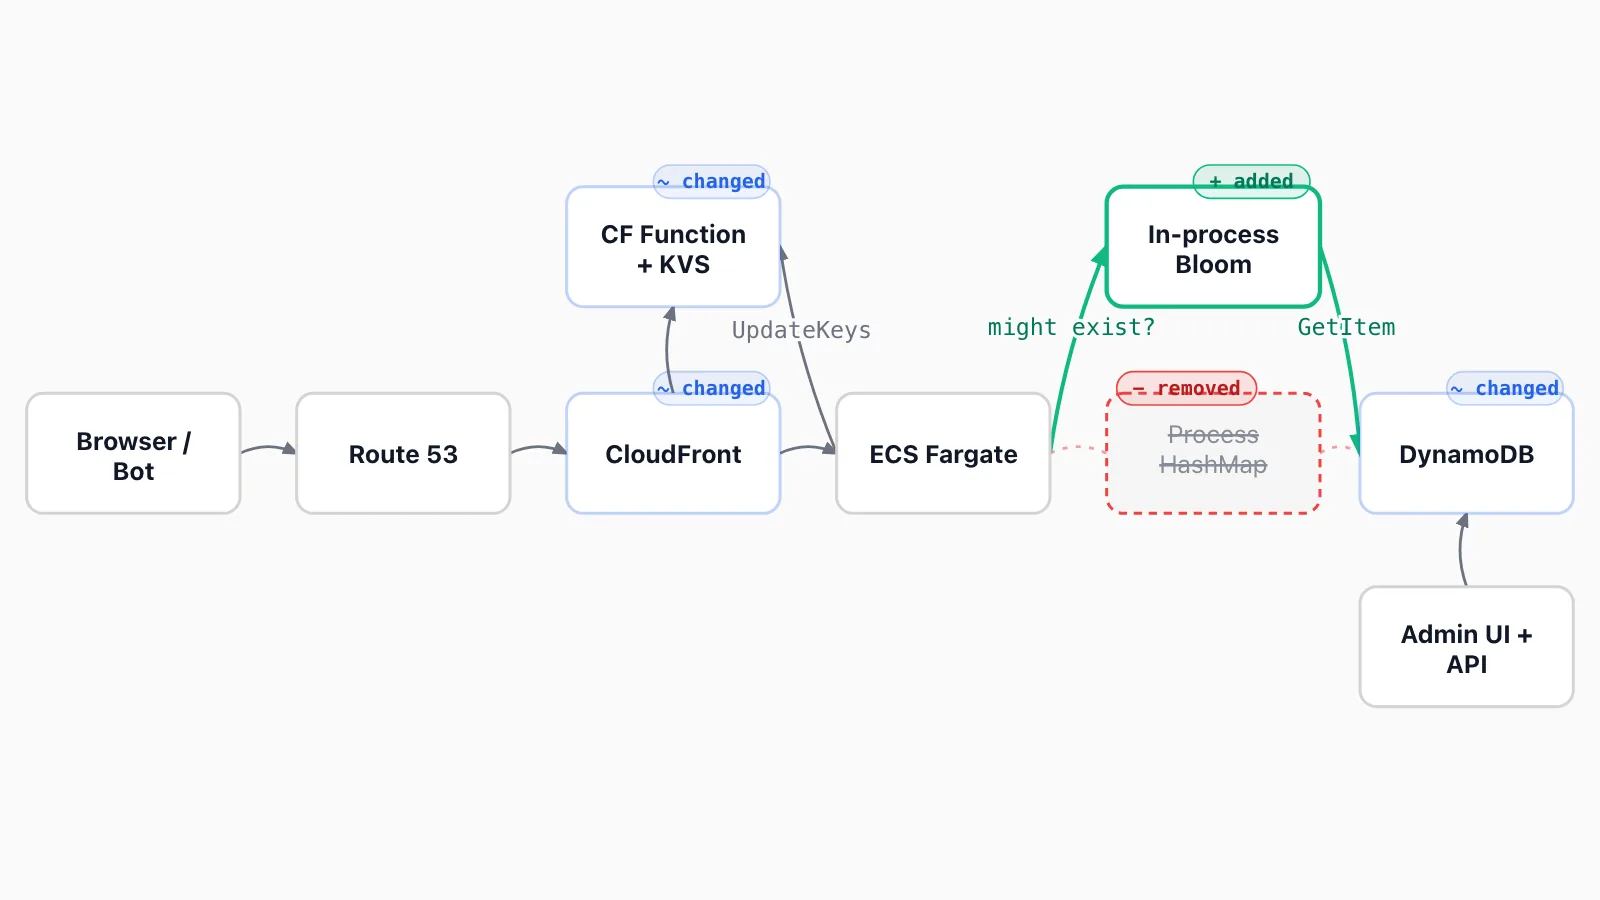 ~ changed
CF Function
+ KVS
+ added
In-process
Bloom
UpdateKeys
might exist?
GetItem
Browser /
Bot
Route 53
~ changed
CloudFront
ECS Fargate
− removed
Process
HashMap
~ changed
DynamoDB
Admin UI +
API